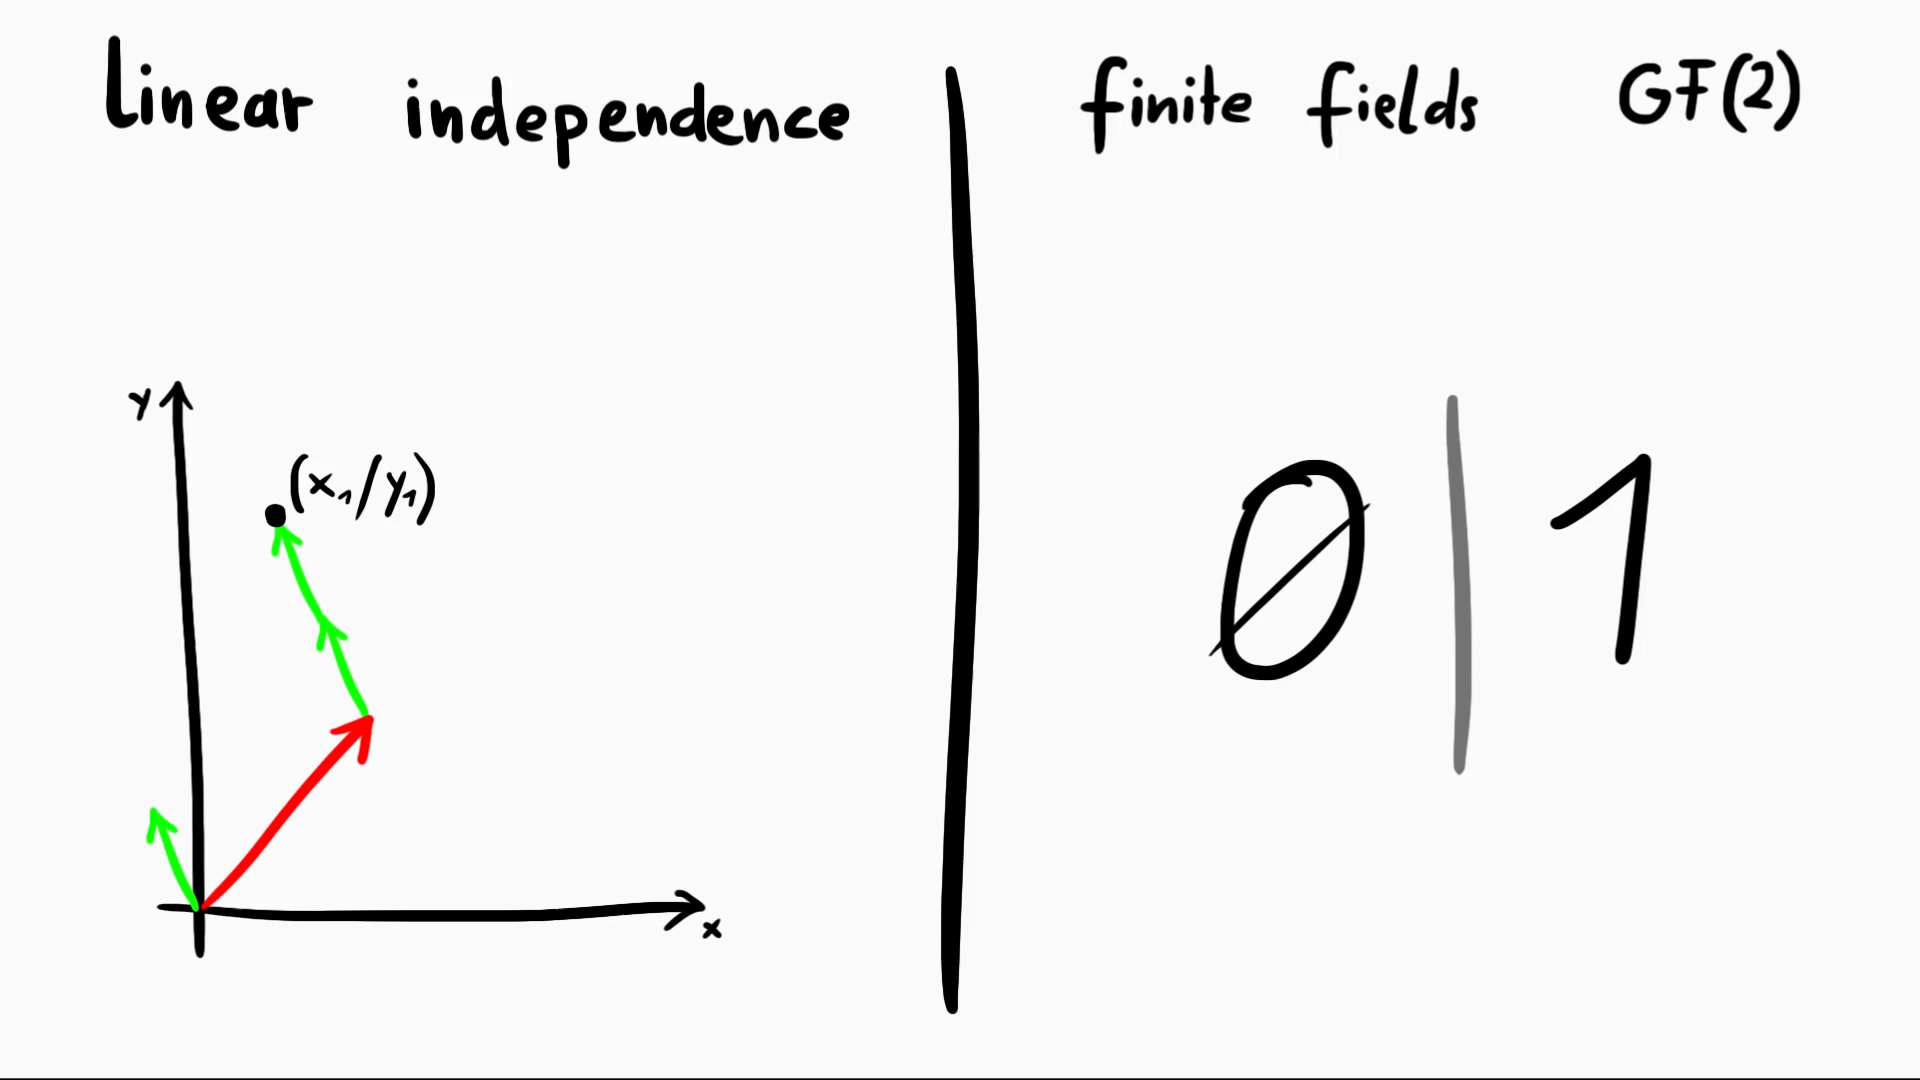 Linear independence
finite fields GF(2)
y
(x₁/y₁)
x
0 1